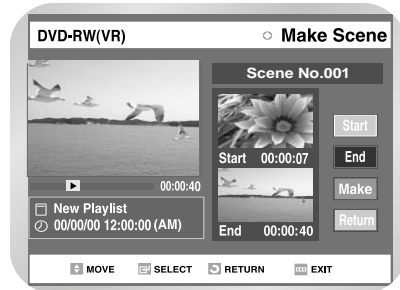 DVD-RW(VR)
Make Scene
Scene No.001
Start 00:00:07
00:00:40
New Playlist
00/00/00 12:00:00 (AM)
End 00:00:40
Start
End
Make
Return
MOVE SELECT RETURN EXIT